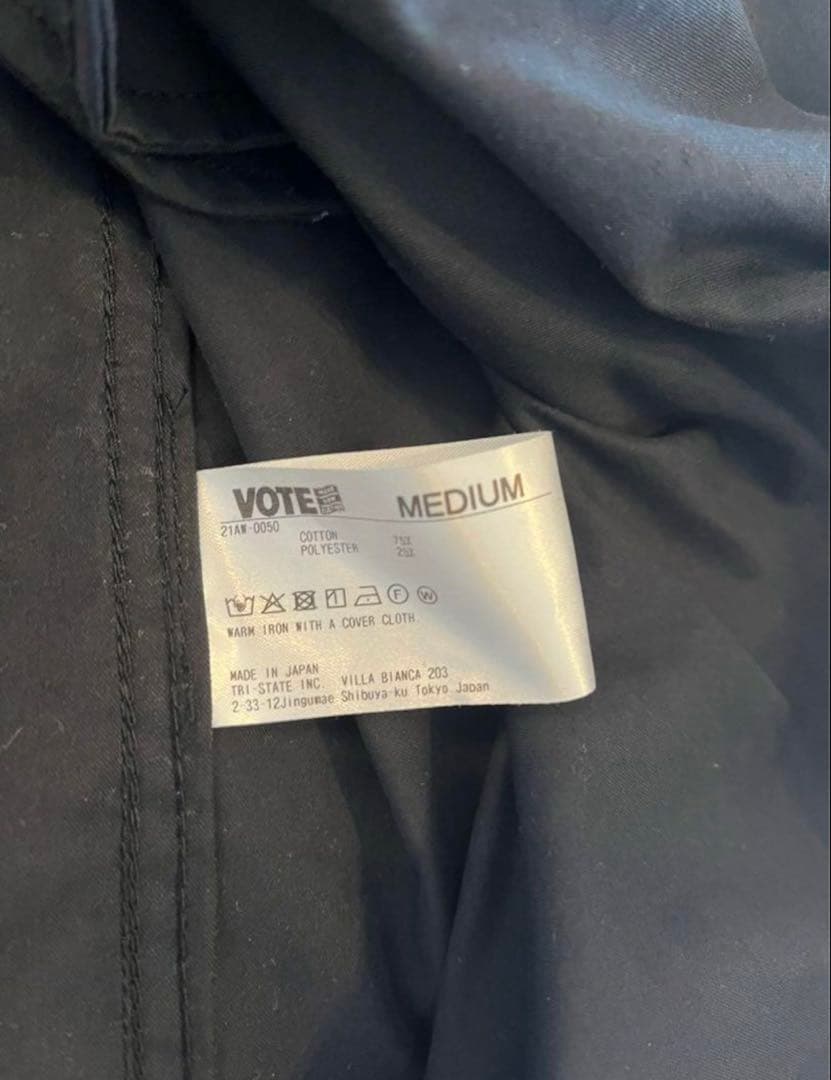 VOTE
MEDIUM
21AW-0050
COTTON 75%
POLYESTER 25%
F W
WARM IRON WITH A COVER CLOTH.
MADE IN JAPAN
TRI-STATE INC. VILLA BIANCA 203
2-33-12Jingumae Shibuya-ku Tokyo Japan